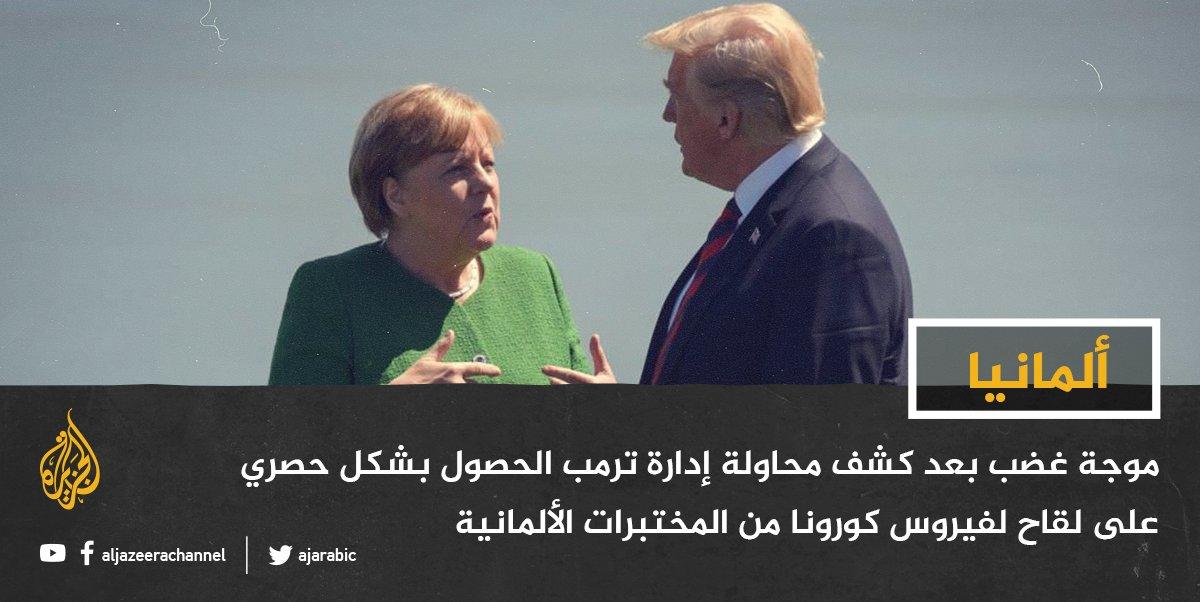 ألمانيا
موجة غضب بعد كشف محاولة إدارة ترمب الحصول بشكل حصري
على لقاح لفيروس كورونا من المختبرات الألمانية
الجزيرة
aljazeerachannel
ajarabic